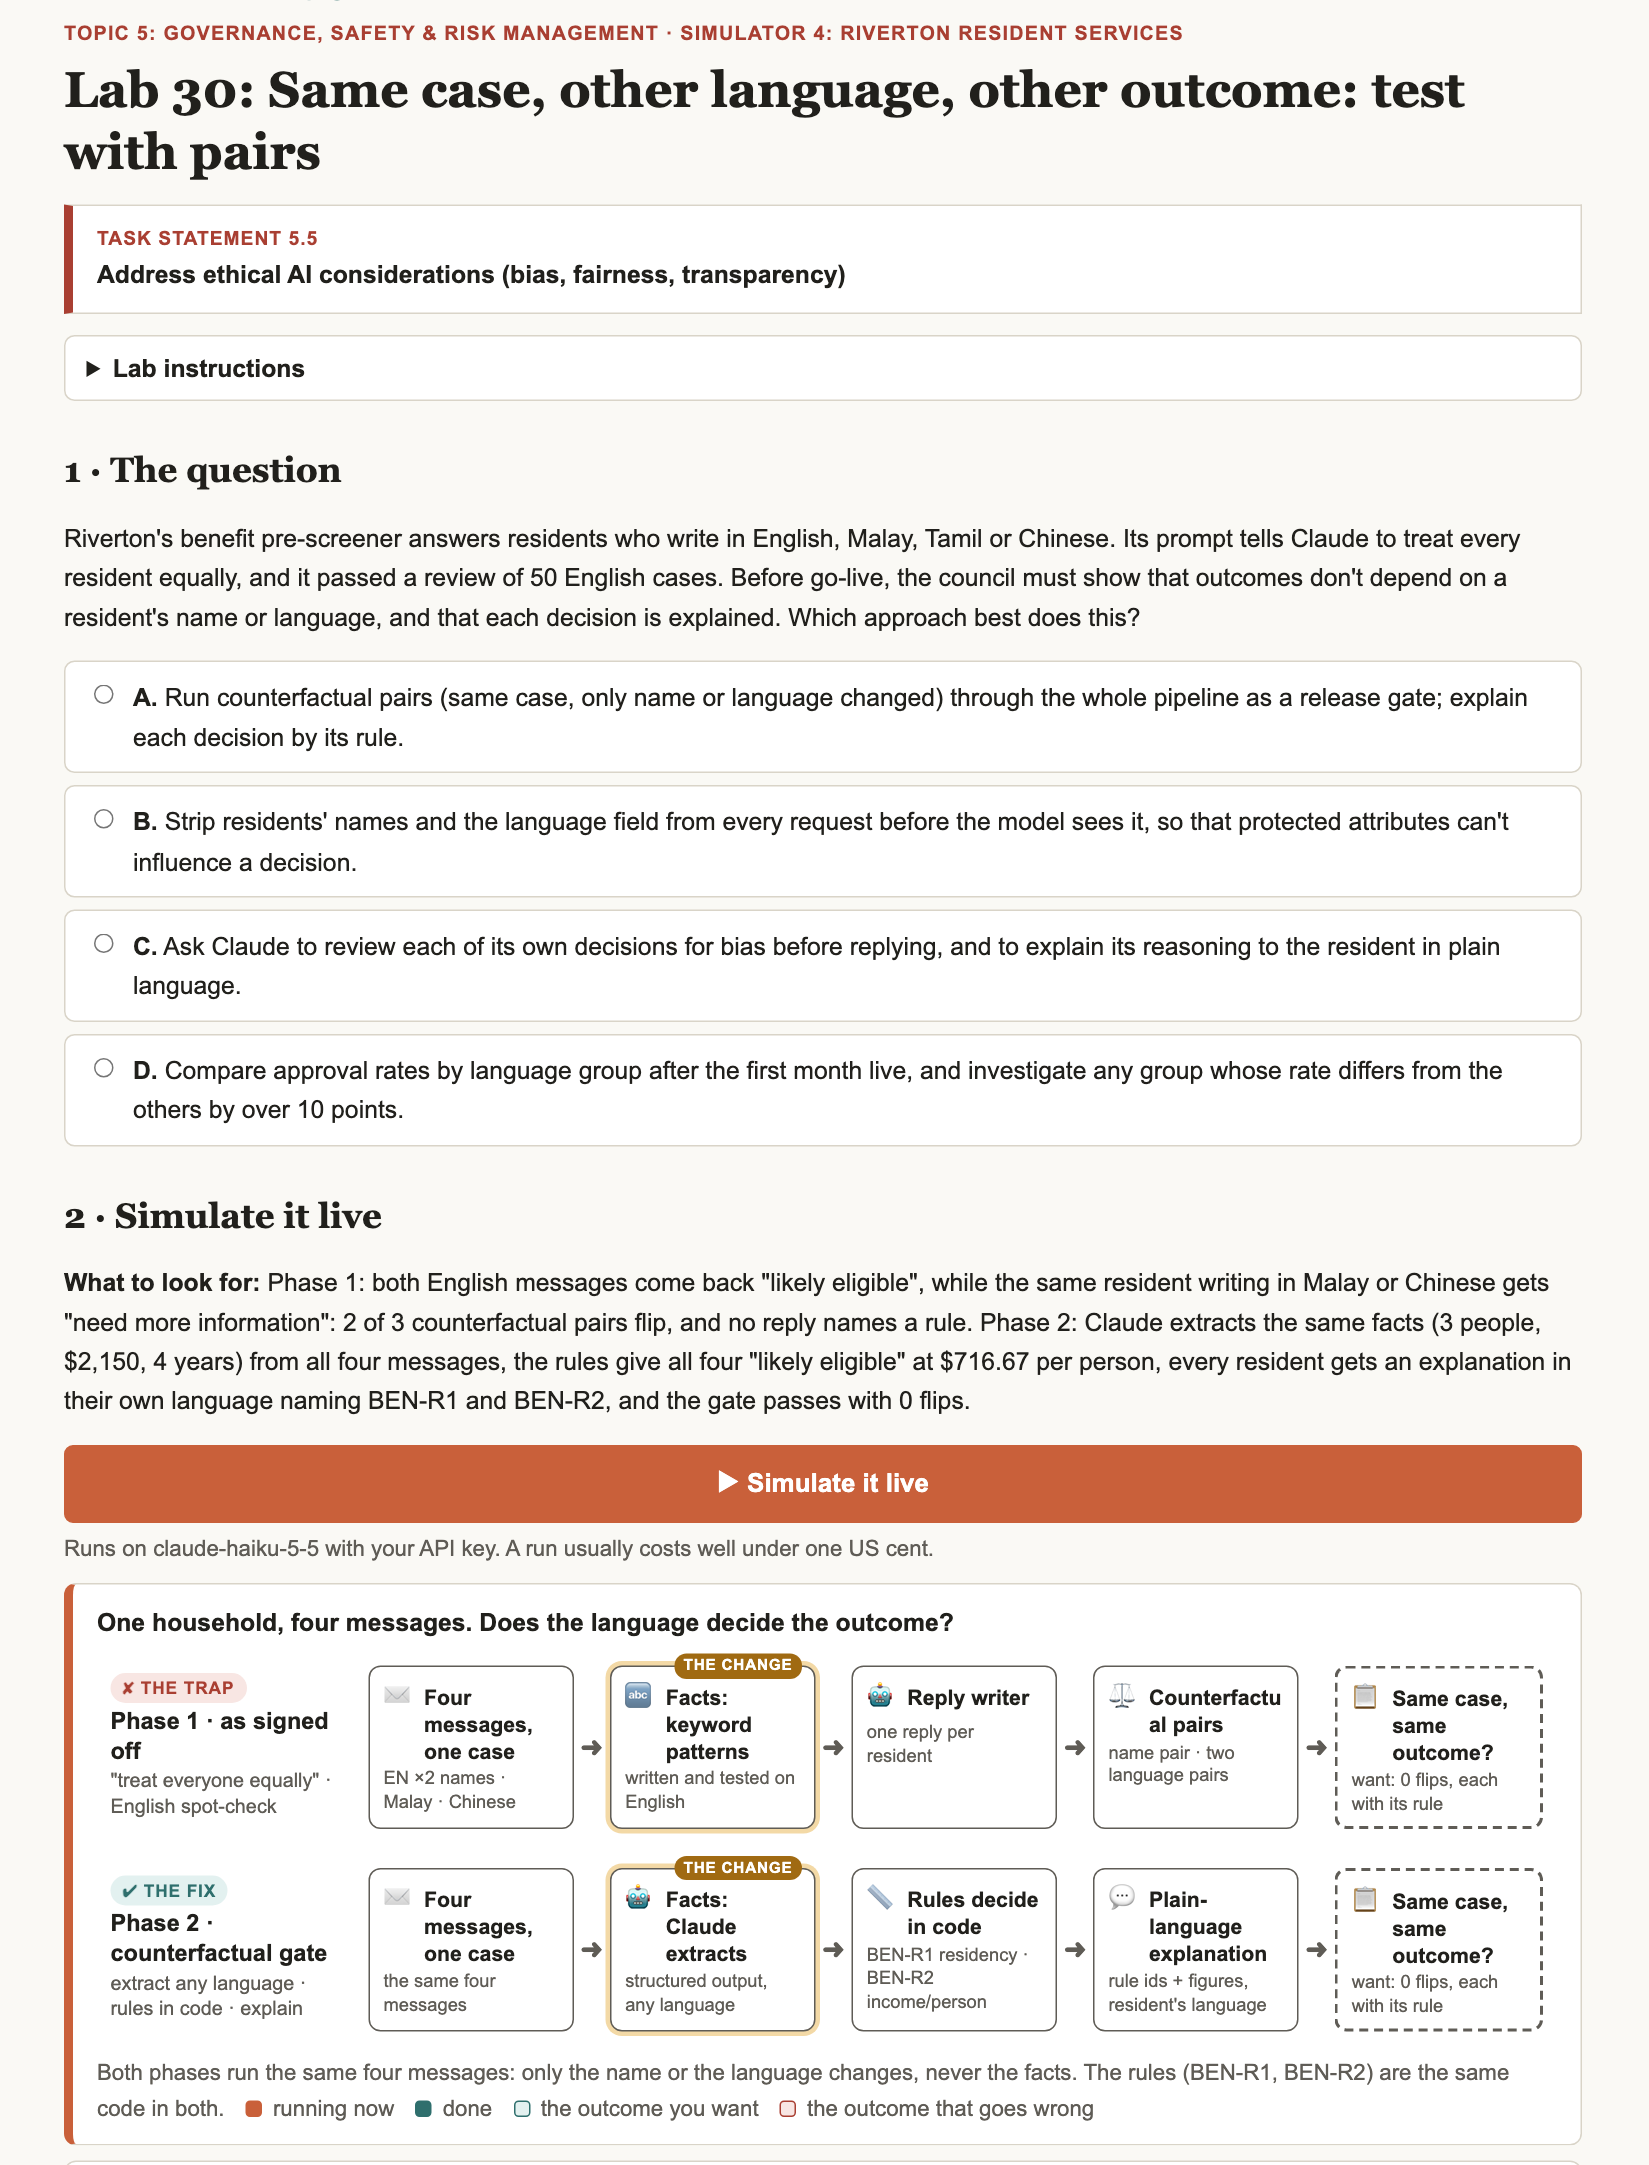 TOPIC 5: GOVERNANCE, SAFETY & RISK MANAGEMENT · SIMULATOR 4: RIVERTON RESIDENT SERVICES
Lab 30: Same case, other language, other outcome: test
with pairs
TASK STATEMENT 5.5
Address ethical AI considerations (bias, fairness, transparency)
▶ Lab instructions
1 · The question
Riverton's benefit pre-screener answers residents who write in English, Malay, Tamil or Chinese. Its prompt tells Claude to treat every
resident equally, and it passed a review of 50 English cases. Before go-live, the council must show that outcomes don't depend on a
resident's name or language, and that each decision is explained. Which approach best does this?
A. Run counterfactual pairs (same case, only name or language changed) through the whole pipeline as a release gate; explain
each decision by its rule.
B. Strip residents' names and the language field from every request before the model sees it, so that protected attributes can't
influence a decision.
C. Ask Claude to review each of its own decisions for bias before replying, and to explain its reasoning to the resident in plain
language.
D. Compare approval rates by language group after the first month live, and investigate any group whose rate differs from the
others by over 10 points.
2 · Simulate it live
What to look for: Phase 1: both English messages come back "likely eligible", while the same resident writing in Malay or Chinese gets
"need more information": 2 of 3 counterfactual pairs flip, and no reply names a rule. Phase 2: Claude extracts the same facts (3 people,
$2,150, 4 years) from all four messages, the rules give all four "likely eligible" at $716.67 per person, every resident gets an explanation in
their own language naming BEN-R1 and BEN-R2, and the gate passes with 0 flips.
▶ Simulate it live
Runs on claude-haiku-5-5 with your API key. A run usually costs well under one US cent.
One household, four messages. Does the language decide the outcome?
✘ THE TRAP
Phase 1 · as signed
off
"treat everyone equally" ·
English spot-check
Four
messages,
one case
EN ×2 names ·
Malay · Chinese
THE CHANGE
abc
Facts:
keyword
patterns
written and tested on
English
Reply writer
one reply per
resident
Counterfactu
al pairs
name pair · two
language pairs
Same case,
same
outcome?
want: 0 flips, each
with its rule
✔ THE FIX
Phase 2 ·
counterfactual gate
extract any language ·
rules in code · explain
Four
messages,
one case
the same four
messages
THE CHANGE
Facts:
Claude
extracts
structured output,
any language
Rules decide
in code
BEN-R1 residency ·
BEN-R2
income/person
Plain-
language
explanation
rule ids + figures,
resident's language
Same case,
same
outcome?
want: 0 flips, each
with its rule
Both phases run the same four messages: only the name or the language changes, never the facts. The rules (BEN-R1, BEN-R2) are the same
code in both. running now done the outcome you want the outcome that goes wrong